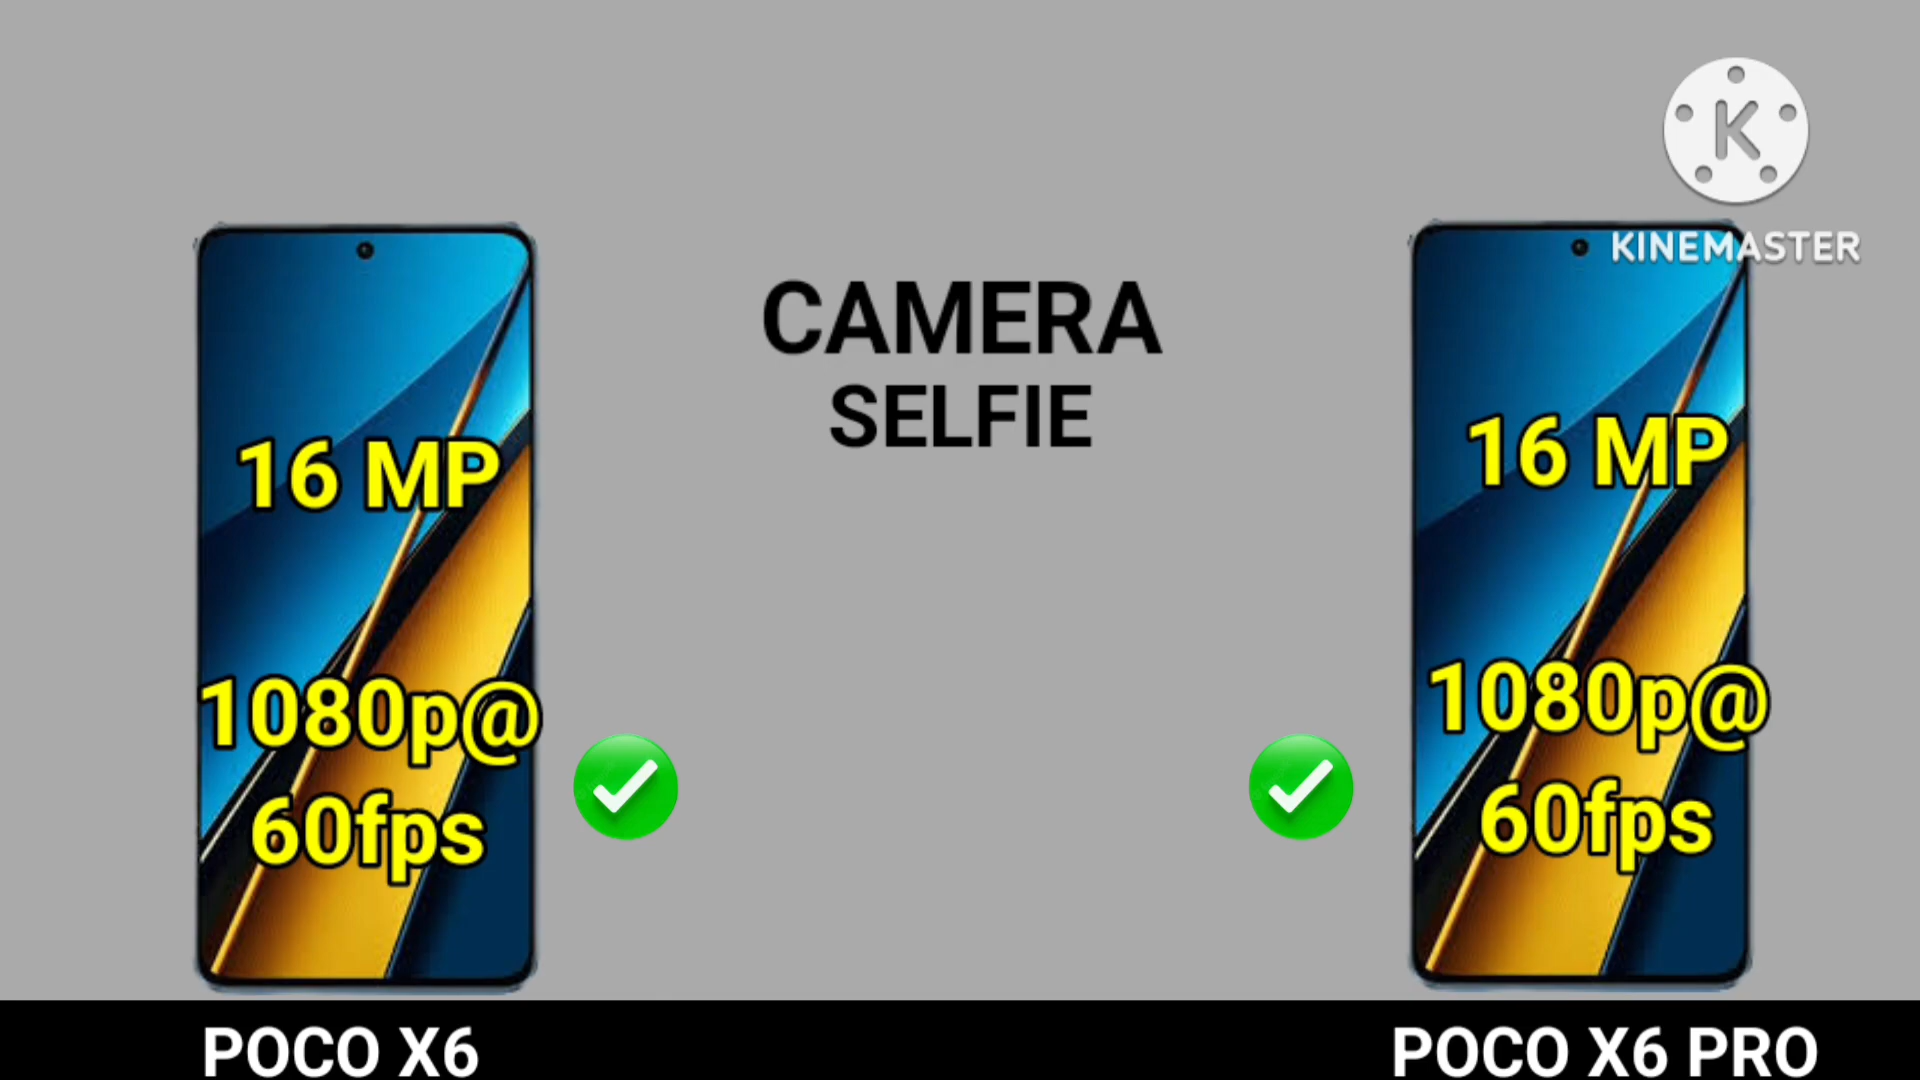 K
KINEMASTER
CAMERA
SELFIE
16 MP
1080p@
60fps
16 MP
1080p@
60fps
POCO X6
POCO X6 PRO